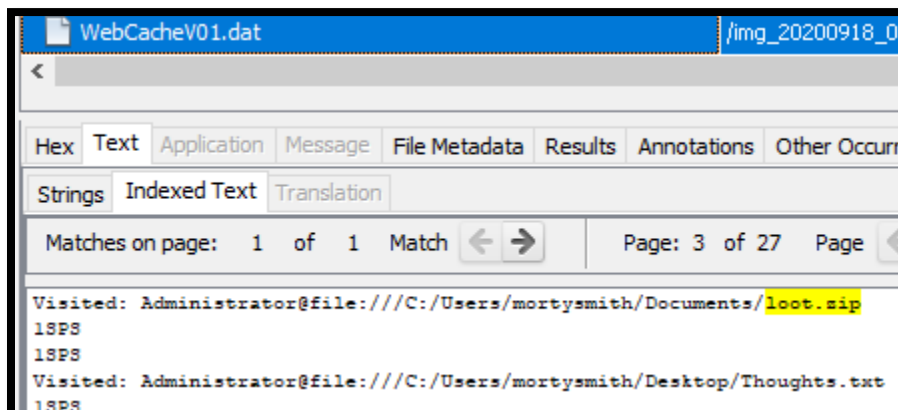 WebCacheV01.dat /img_20200918_0
Hex Text Application Message File Metadata Results Annotations Other Occurr
Strings Indexed Text Translation
Matches on page: 1 of 1 Match Page: 3 of 27 Page
Visited: Administrator@file:///C:/Users/mortysmith/Documents/loot.zip
1SPS
1SPS
Visited: Administrator@file:///C:/Users/mortysmith/Desktop/Thoughts.txt
1SPS